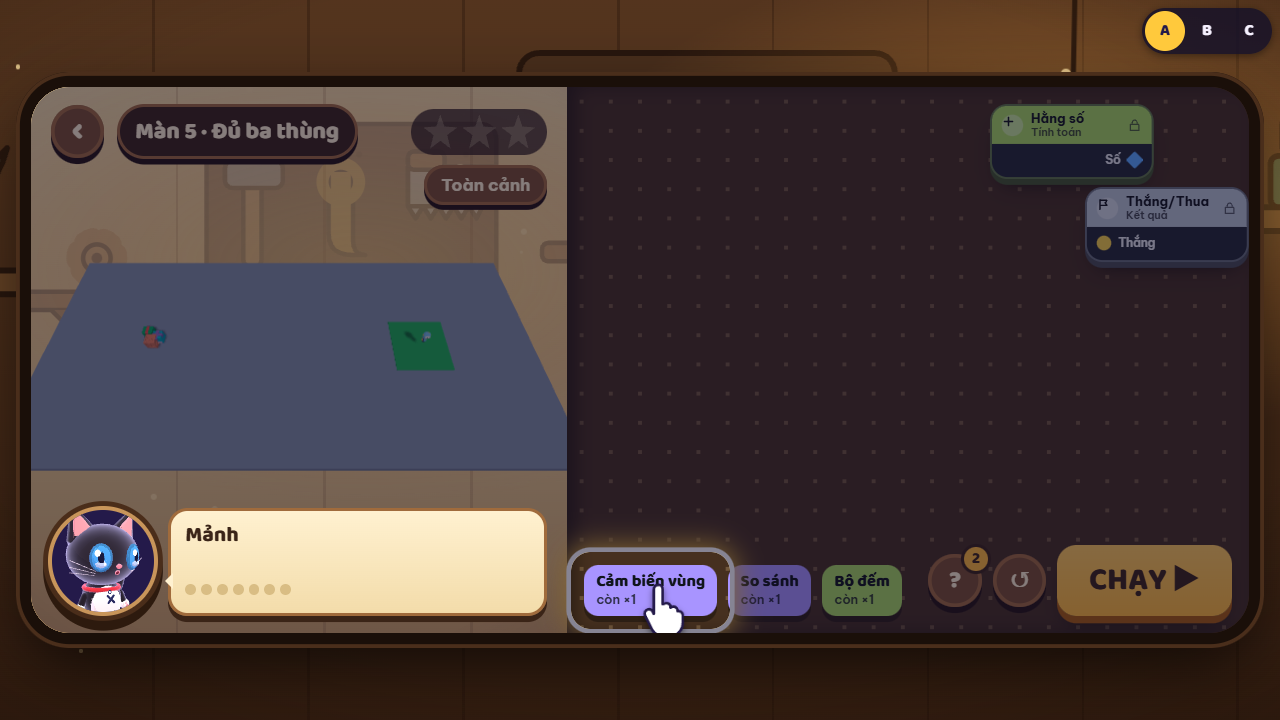 A B C
Màn 5 • Đủ ba thùng
Toàn cảnh
+ Hằng số
Tính toán
Số
Thắng/Thua
Kết quả
Thắng
Mảnh
Cảm biến vùng
còn ×1
So sánh
còn ×1
Bộ đếm
còn ×1
?
2
CHẠY